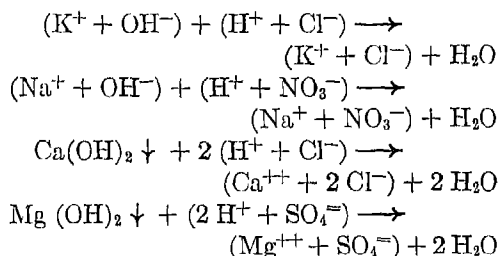 (K⁺ + OH⁻) + (H⁺ + Cl⁻) ⟶
(K⁺ + Cl⁻) + H₂O
(Na⁺ + OH⁻) + (H⁺ + NO₃⁻) ⟶
(Na⁺ + NO₃⁻) + H₂O
Ca(OH)₂ ↓ + 2 (H⁺ + Cl⁻) ⟶
(Ca⁺⁺ + 2 Cl⁻) + 2 H₂O
Mg (OH)₂ ↓ + (2 H⁺ + SO₄⁼) ⟶
(Mg⁺⁺ + SO₄⁼) + 2 H₂O